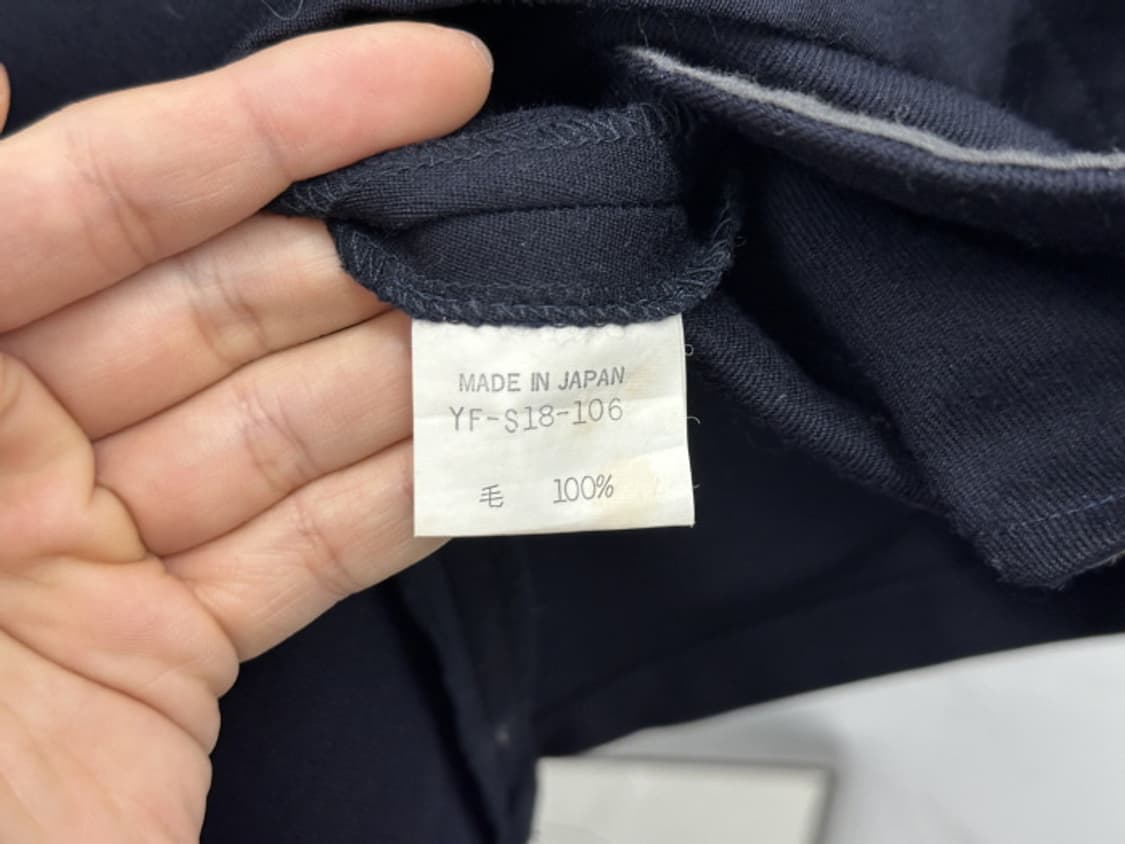 MADE IN JAPAN
YF-S18-106
毛 100%